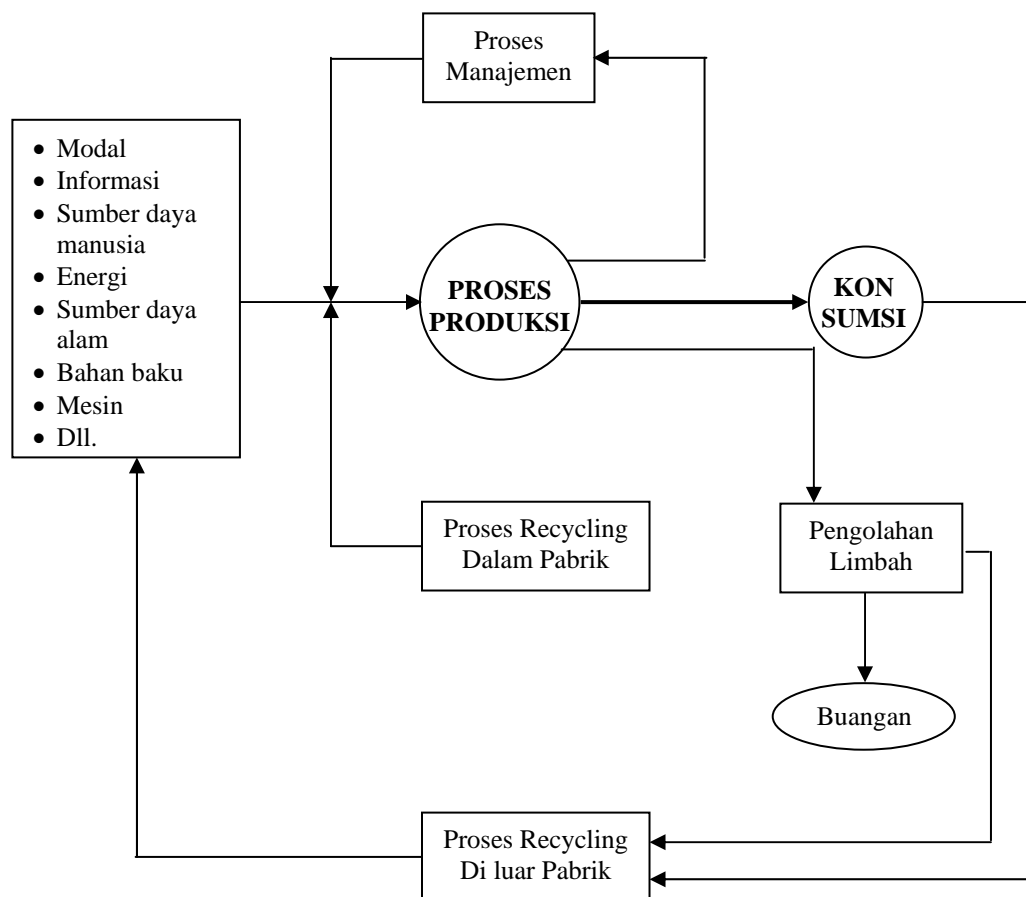 Proses
Manajemen
• Modal
• Informasi
• Sumber daya
manusia
• Energi
• Sumber daya
alam
• Bahan baku
• Mesin
• Dll.
PROSES
PRODUKSI
KON
SUMSI
Proses Recycling
Dalam Pabrik
Pengolahan
Limbah
Buangan
Proses Recycling
Di luar Pabrik